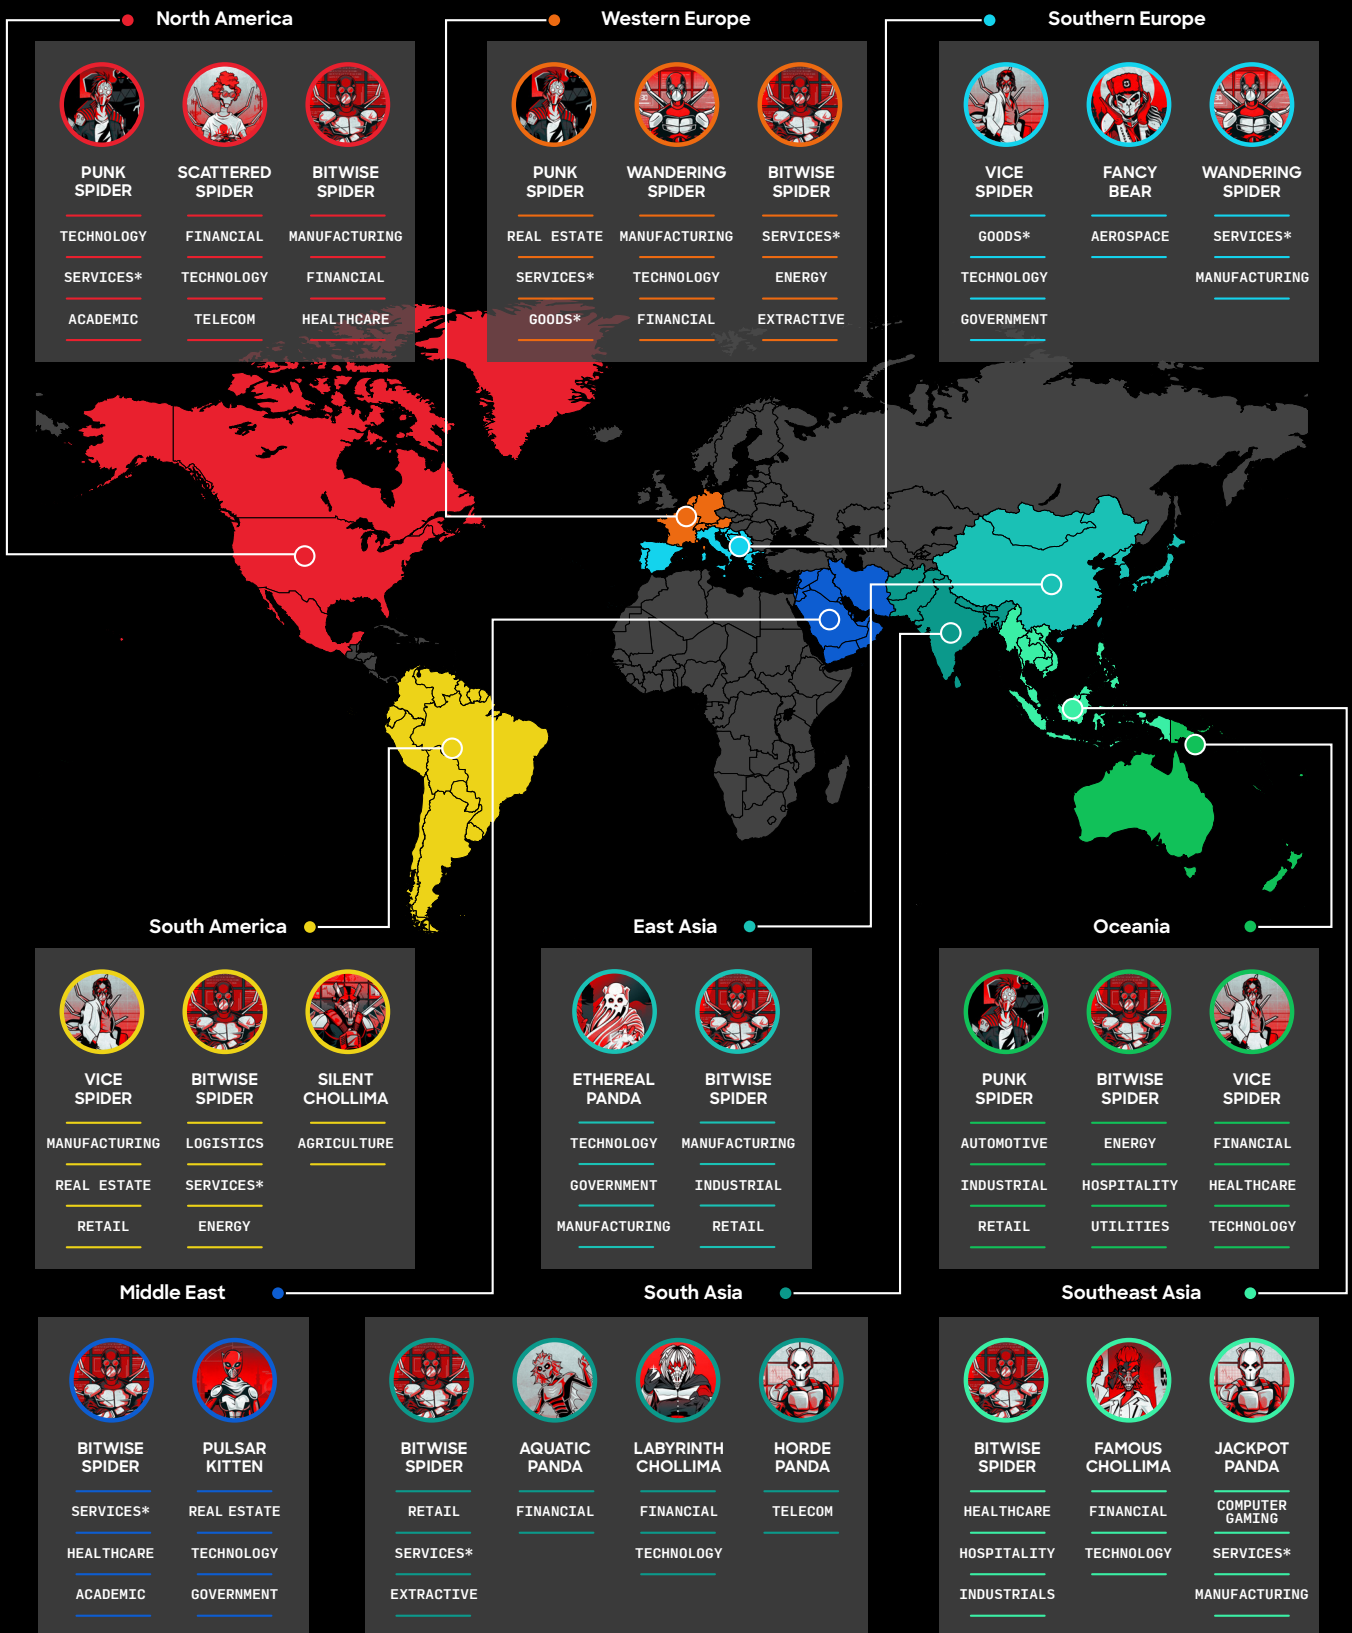 North America
PUNK
SPIDER
TECHNOLOGY
SERVICES*
ACADEMIC
SCATTERED
SPIDER
FINANCIAL
TECHNOLOGY
TELECOM
BITWISE
SPIDER
MANUFACTURING
FINANCIAL
HEALTHCARE
Western Europe
PUNK
SPIDER
REAL ESTATE
SERVICES*
GOODS*
WANDERING
SPIDER
MANUFACTURING
TECHNOLOGY
FINANCIAL
BITWISE
SPIDER
SERVICES*
ENERGY
EXTRACTIVE
Southern Europe
VICE
SPIDER
GOODS*
TECHNOLOGY
GOVERNMENT
FANCY
BEAR
AEROSPACE
WANDERING
SPIDER
SERVICES*
MANUFACTURING
South America
VICE
SPIDER
MANUFACTURING
REAL ESTATE
RETAIL
BITWISE
SPIDER
LOGISTICS
SERVICES*
ENERGY
SILENT
CHOLLIMA
AGRICULTURE
East Asia
ETHEREAL
PANDA
TECHNOLOGY
GOVERNMENT
MANUFACTURING
BITWISE
SPIDER
MANUFACTURING
INDUSTRIAL
RETAIL
Oceania
PUNK
SPIDER
AUTOMOTIVE
INDUSTRIAL
RETAIL
BITWISE
SPIDER
ENERGY
HOSPITALITY
UTILITIES
VICE
SPIDER
FINANCIAL
HEALTHCARE
TECHNOLOGY
Middle East
BITWISE
SPIDER
SERVICES*
HEALTHCARE
ACADEMIC
PULSAR
KITTEN
REAL ESTATE
TECHNOLOGY
GOVERNMENT
South Asia
BITWISE
SPIDER
RETAIL
SERVICES*
EXTRACTIVE
AQUATIC
PANDA
FINANCIAL
LABYRINTH
CHOLLIMA
FINANCIAL
TECHNOLOGY
HORDE
PANDA
TELECOM
Southeast Asia
BITWISE
SPIDER
HEALTHCARE
HOSPITALITY
INDUSTRIALS
FAMOUS
CHOLLIMA
FINANCIAL
TECHNOLOGY
JACKPOT
PANDA
COMPUTER
GAMING
SERVICES*
MANUFACTURING